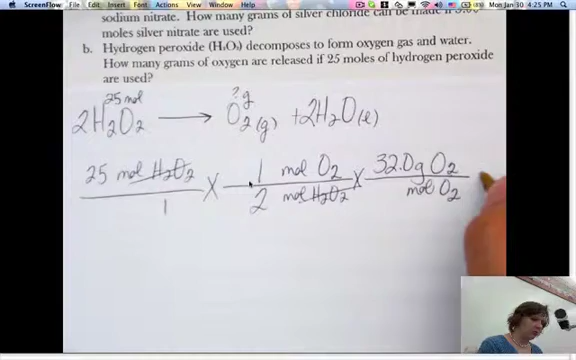 ScreenFlow File Edit Insert Font Actions Arrange View Window Help Mon Jan 30 4:25 PM
sodium nitrate. How many grams of silver chloride can be made if
moles silver nitrate are used?
b. Hydrogen peroxide (H₂O₂) decomposes to form oxygen gas and water.
How many grams of oxygen are released if 25 moles of hydrogen peroxide
are used?
25 mol ? g
2H₂O₂ → O₂(g) + 2H₂O(l)
25 mol H₂O₂ X 1 mol O₂ X 32.0g O₂
1 2 mol H₂O₂ mol O₂